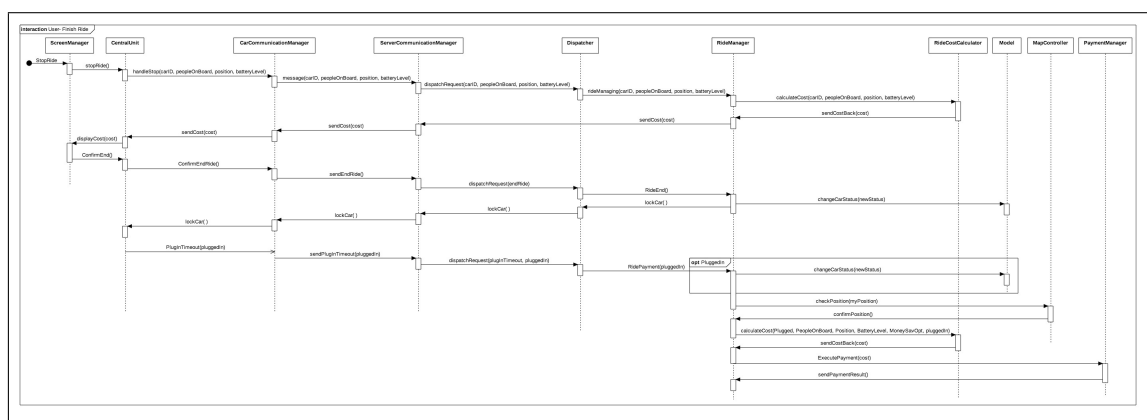 Interaction User- Finish Ride
ScreenManager
CentralUnit
CarCommunicationManager
ServerCommunicationManager
Dispatcher
RideManager
RideCostCalculator
Model
MapController
PaymentManager
StopRide
stopRide()
handleStop(carID, peopleOnBoard, position, batteryLevel)
message(carID, peopleOnBoard, position, batteryLevel)
dispatchRequest(carID, peopleOnBoard, position, batteryLevel)
rideManaging(carID, peopleOnBoard, position, batteryLevel)
calculateCost(carID, peopleOnBoard, position, batteryLevel)
sendCostBack(cost)
sendCost(cost)
sendCost(cost)
sendCost(cost)
displayCost(cost)
ConfirmEnd()
ConfirmEndRide()
sendEndRide()
dispatchRequest(endRide)
RideEnd()
changeCarStatus(newStatus)
lockCar( )
lockCar( )
lockCar( )
lockCar( )
PlugInTimeout(pluggedIn)
sendPlugInTimeout(pluggedIn)
dispatchRequest(plugInTimeout, pluggedIn)
RidePayment(pluggedIn)
opt PluggedIn
changeCarStatus(newStatus)
checkPosition(myPosition)
confirmPosition()
calculateCost(Plugged, PeopleOnBoard, Position, BatteryLevel, MoneySavOpt, pluggedIn)
sendCostBack(cost)
ExecutePayment(cost)
sendPaymentResult()